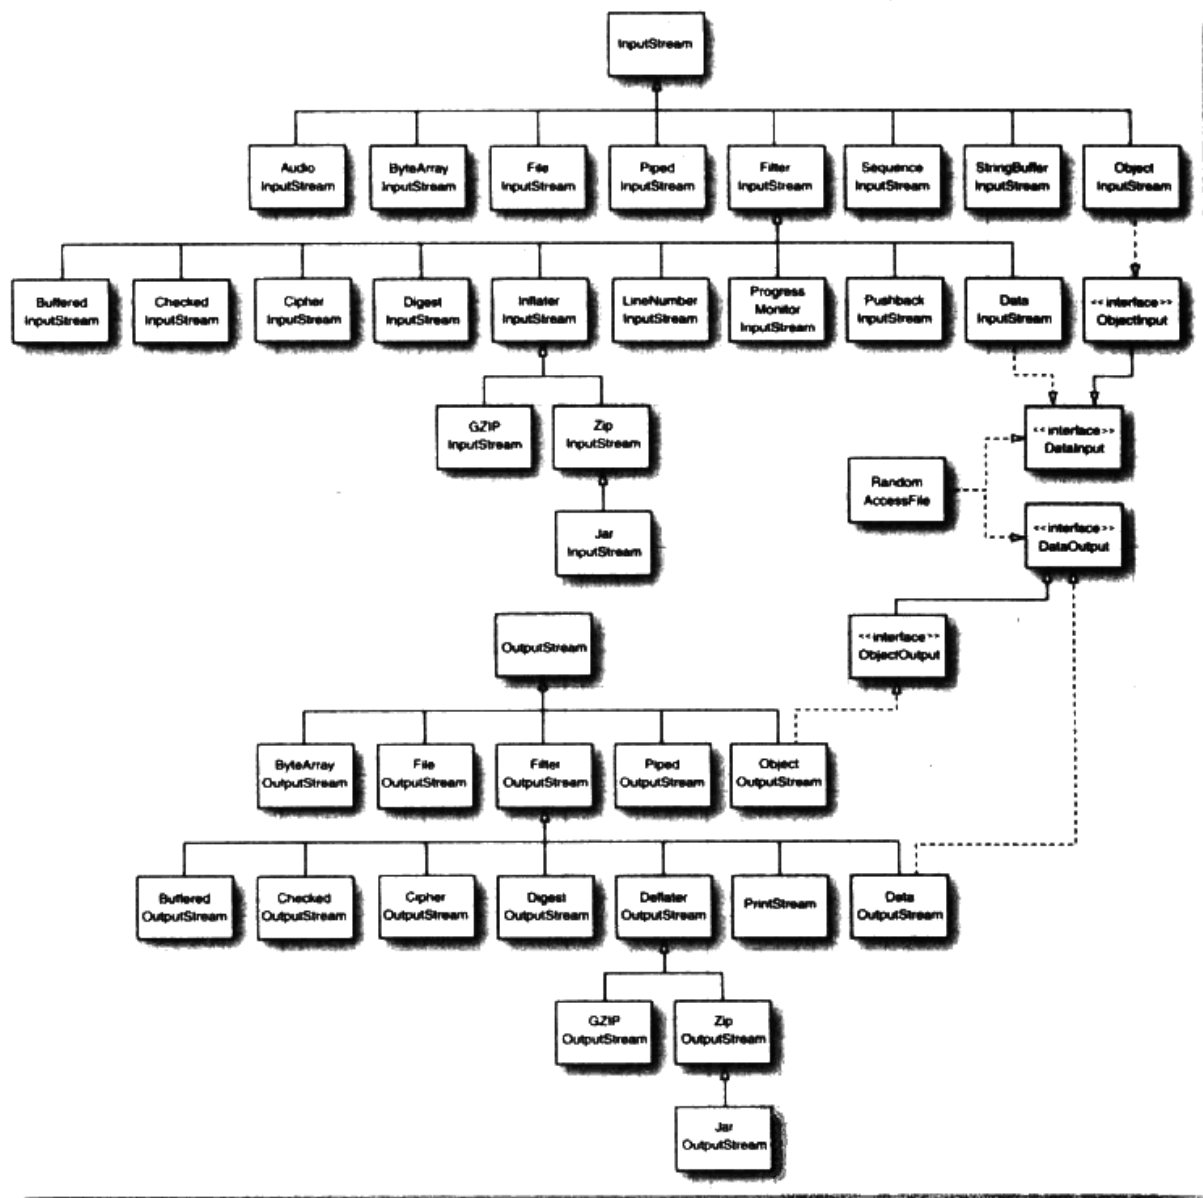 InputStream
Audio
InputStream
ByteArray
InputStream
File
InputStream
Piped
InputStream
Filter
InputStream
Sequence
InputStream
StringBuffer
InputStream
Object
InputStream
Buffered
InputStream
Checked
InputStream
Cipher
InputStream
Digest
InputStream
Inflater
InputStream
LineNumber
InputStream
Progress
Monitor
InputStream
Pushback
InputStream
Data
InputStream
<<interface>>
ObjectInput
GZIP
InputStream
Zip
InputStream
<<interface>>
DataInput
Random
AccessFile
Jar
InputStream
<<interface>>
DataOutput
OutputStream
<<interface>>
ObjectOutput
ByteArray
OutputStream
File
OutputStream
Filter
OutputStream
Piped
OutputStream
Object
OutputStream
Buffered
OutputStream
Checked
OutputStream
Cipher
OutputStream
Digest
OutputStream
Deflater
OutputStream
PrintStream
Data
OutputStream
GZIP
OutputStream
Zip
OutputStream
Jar
OutputStream